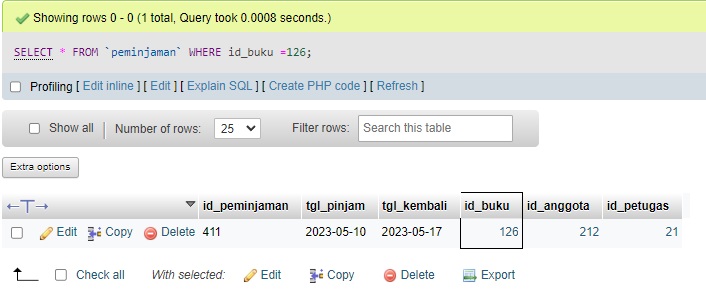 Showing rows 0 - 0 (1 total, Query took 0.0008 seconds.)
SELECT * FROM `peminjaman` WHERE id_buku =126;
Profiling [ Edit inline ] [ Edit ] [ Explain SQL ] [ Create PHP code ] [ Refresh ]
Show all Number of rows: 25 Filter rows: Search this table
Extra options
←T→ id_peminjaman tgl_pinjam tgl_kembali id_buku id_anggota id_petugas
Edit Copy Delete 411 2023-05-10 2023-05-17 126 212 21
Check all With selected: Edit Copy Delete Export